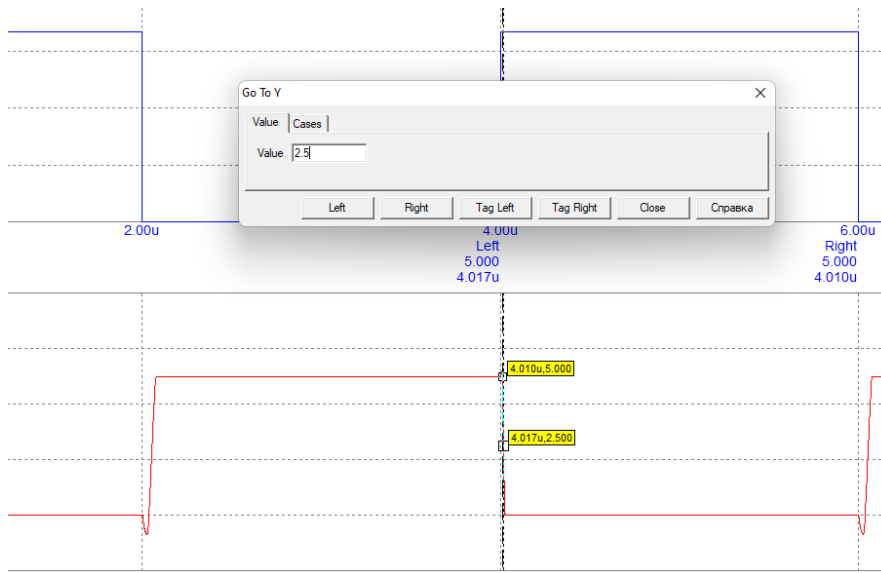 Go To Y
Value Cases
Value 2.5
Left Right Tag Left Tag Right Close Справка
2.00u 4.00u 6.00u
Left Right
5.000 5.000
4.017u 4.010u
4.010u,5.000
4.017u,2.500